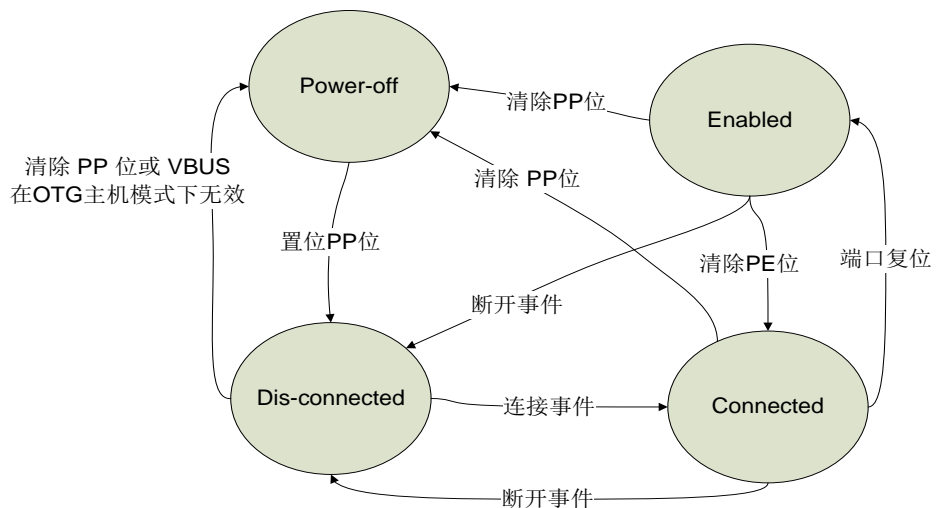 Power-off
Enabled
清除PP位
清除 PP 位或 VBUS
在OTG主机模式下无效
清除 PP位
置位PP位
清除PE位
端口复位
断开事件
Dis-connected
连接事件
Connected
断开事件